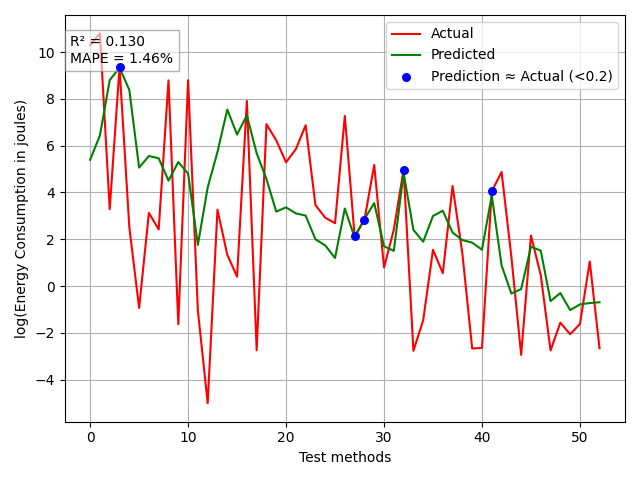 R² = 0.130
MAPE = 1.46%
Actual
Predicted
Prediction ≈ Actual (<0.2)
log(Energy Consumption in joules)
10
8
6
4
2
0
−2
−4
0
10
20
30
40
50
Test methods